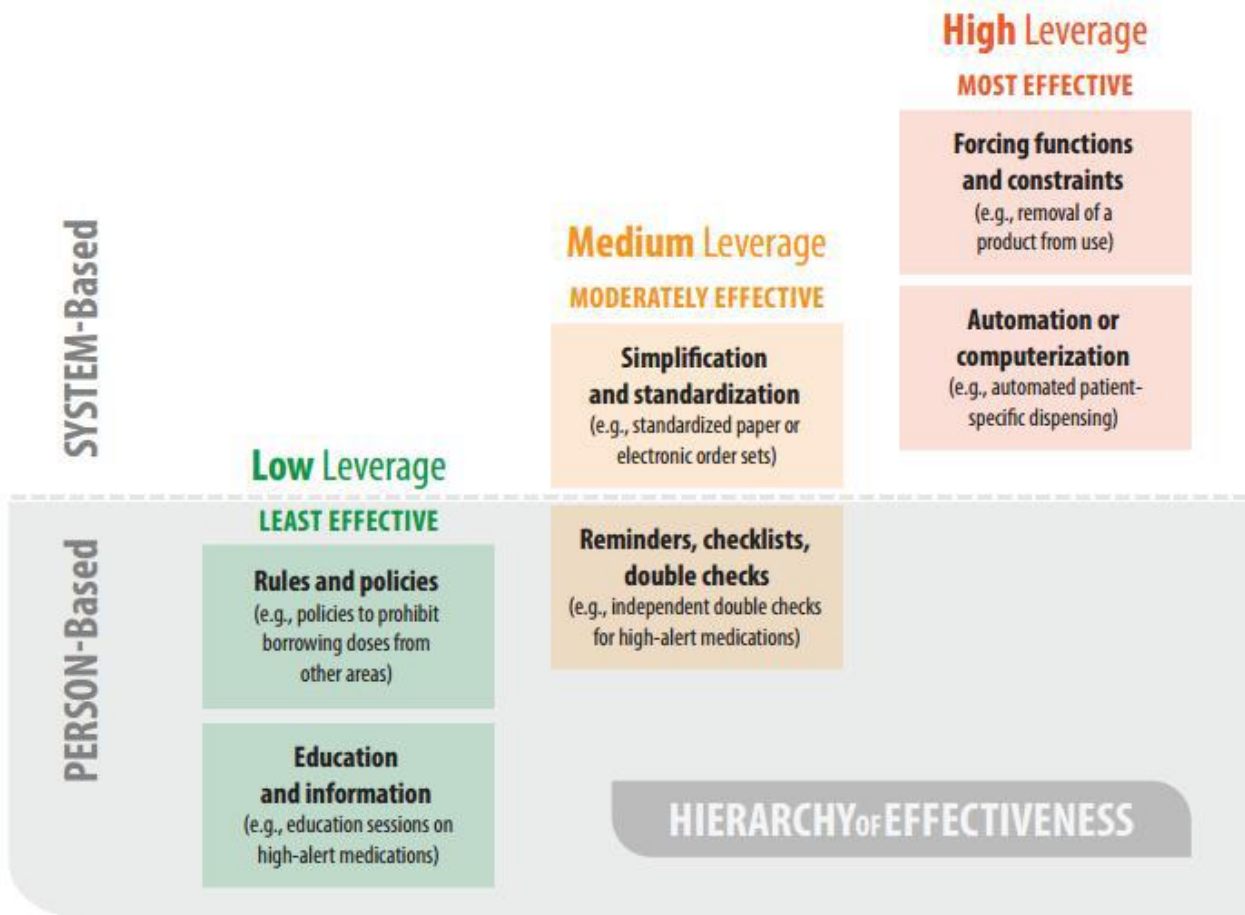 High Leverage
MOST EFFECTIVE
Forcing functions
and constraints
(e.g., removal of a
product from use)
Automation or
computerization
(e.g., automated patient-
specific dispensing)
Medium Leverage
MODERATELY EFFECTIVE
Simplification
and standardization
(e.g., standardized paper or
electronic order sets)
Reminders, checklists,
double checks
(e.g., independent double checks
for high-alert medications)
Low Leverage
LEAST EFFECTIVE
Rules and policies
(e.g., policies to prohibit
borrowing doses from
other areas)
Education
and information
(e.g., education sessions on
high-alert medications)
SYSTEM-Based
PERSON-Based
HIERARCHY OF EFFECTIVENESS